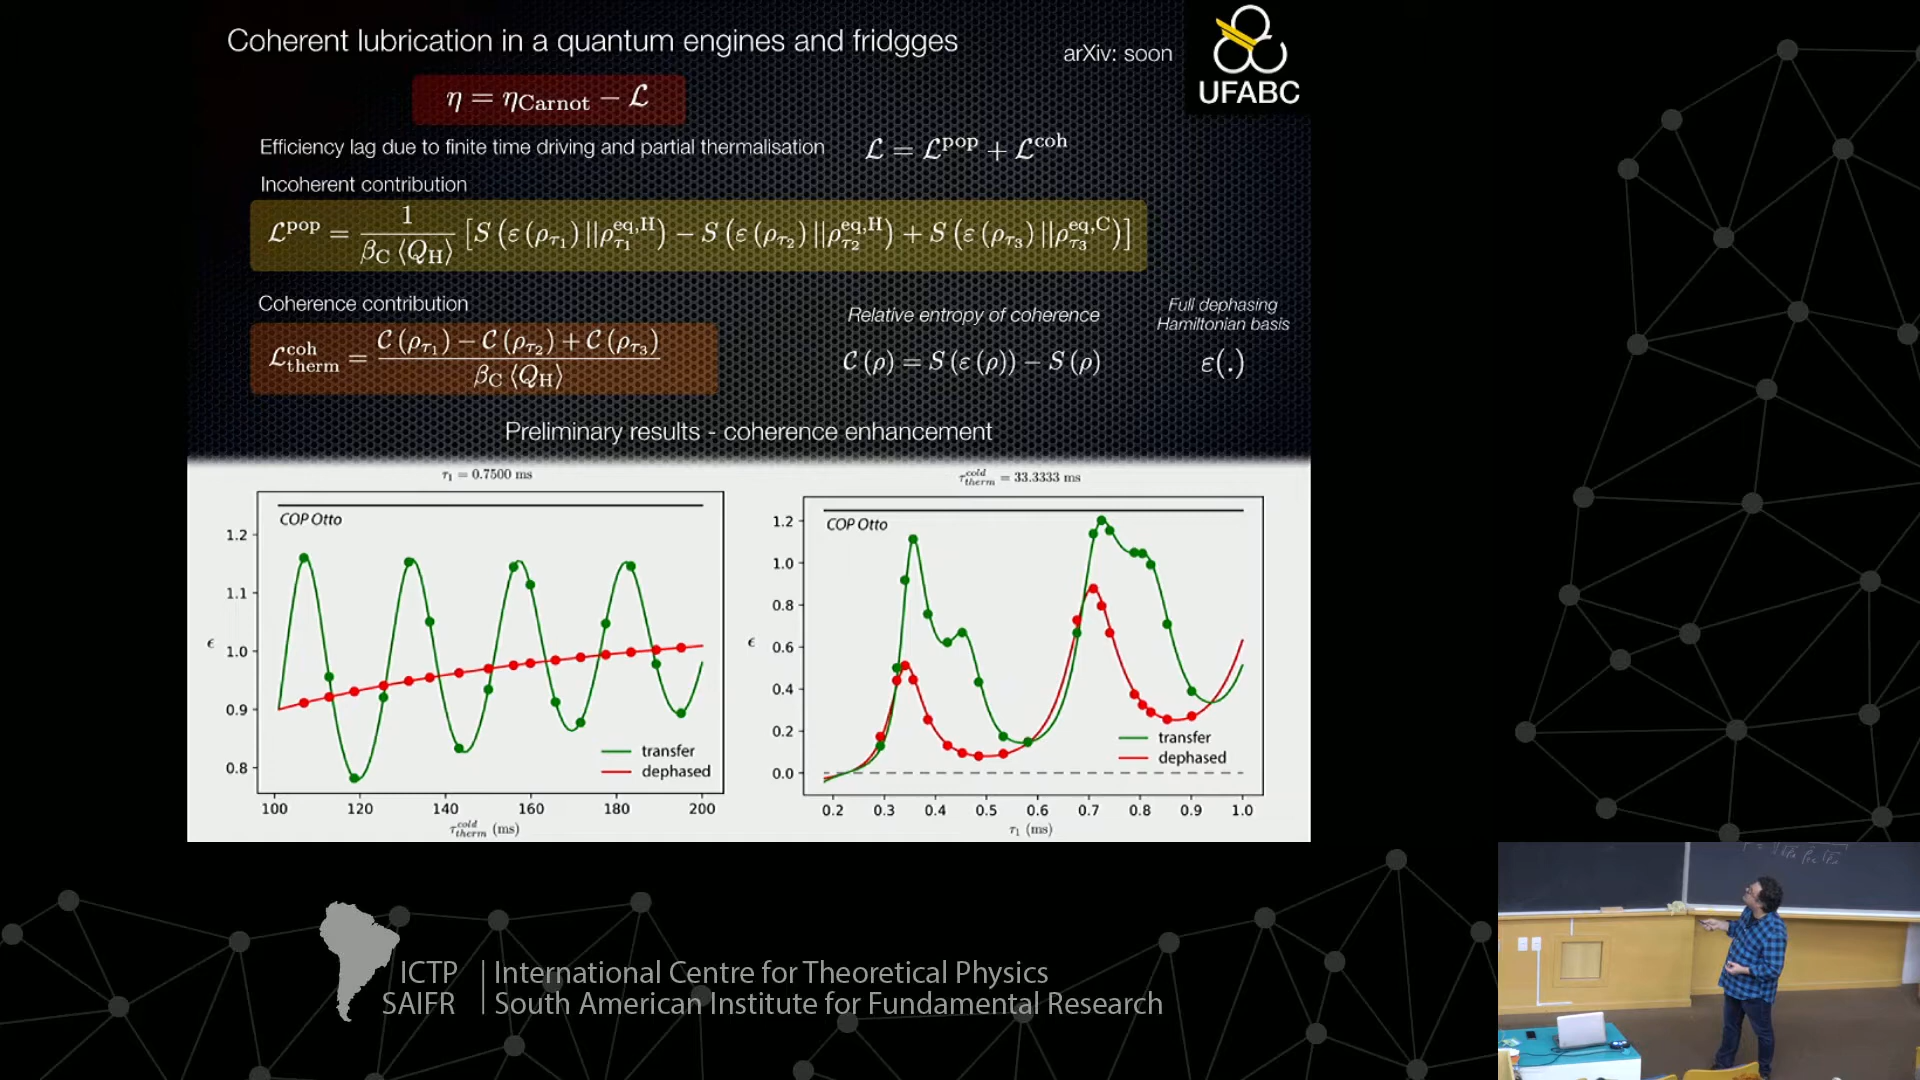 Coherent lubrication in a quantum engines and fridgges
arXiv: soon
UFABC
η = η_Carnot − ℒ
Efficiency lag due to finite time driving and partial thermalisation
ℒ = ℒ^pop + ℒ^coh
Incoherent contribution
ℒ^pop = 1 / (β_C ⟨Q_H⟩) [S (ε (ρ_τ1) || ρ_τ1^eq,H) − S (ε (ρ_τ2) || ρ_τ2^eq,H) + S (ε (ρ_τ3) || ρ_τ3^eq,C)]
Coherence contribution
ℒ_therm^coh = (C (ρ_τ1) − C (ρ_τ2) + C (ρ_τ3)) / (β_C ⟨Q_H⟩)
Relative entropy of coherence
C (ρ) = S (ε (ρ)) − S (ρ)
Full dephasing
Hamiltonian basis
ε(.)
Preliminary results - coherence enhancement
τ₁ = 0.7500 ms
COP Otto
1.2
1.1
1.0
0.9
0.8
ϵ
transfer
dephased
100 120 140 160 180 200
τ_therm^cold (ms)
τ_therm^cold = 33.3333 ms
COP Otto
1.2
1.0
0.8
0.6
0.4
0.2
0.0
ϵ
transfer
dephased
0.2 0.3 0.4 0.5 0.6 0.7 0.8 0.9 1.0
τ₁ (ms)
ICTP
SAIFR
International Centre for Theoretical Physics
South American Institute for Fundamental Research